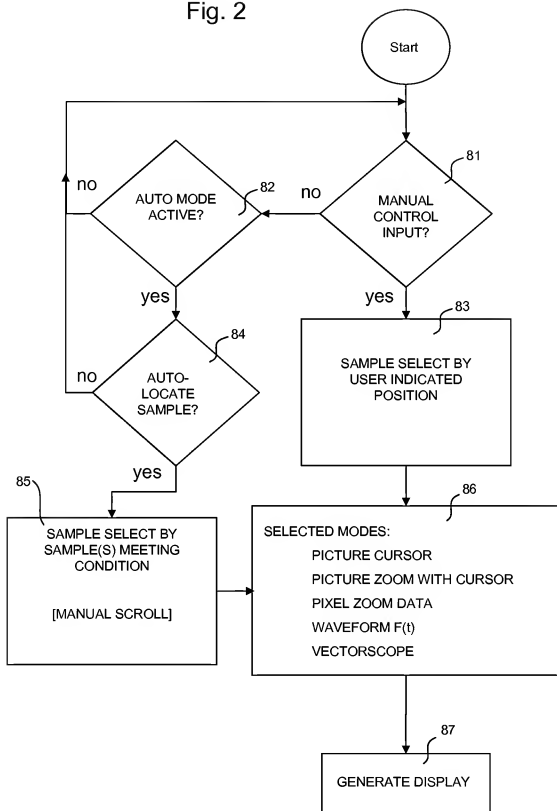 Fig. 2
Start
81
MANUAL
CONTROL
INPUT?
no
82
AUTO MODE
ACTIVE?
no
yes
yes
83
SAMPLE SELECT BY
USER INDICATED
POSITION
84
AUTO-
LOCATE
SAMPLE?
no
yes
85
SAMPLE SELECT BY
SAMPLE(S) MEETING
CONDITION
[MANUAL SCROLL]
86
SELECTED MODES:
PICTURE CURSOR
PICTURE ZOOM WITH CURSOR
PIXEL ZOOM DATA
WAVEFORM F(t)
VECTORSCOPE
87
GENERATE DISPLAY